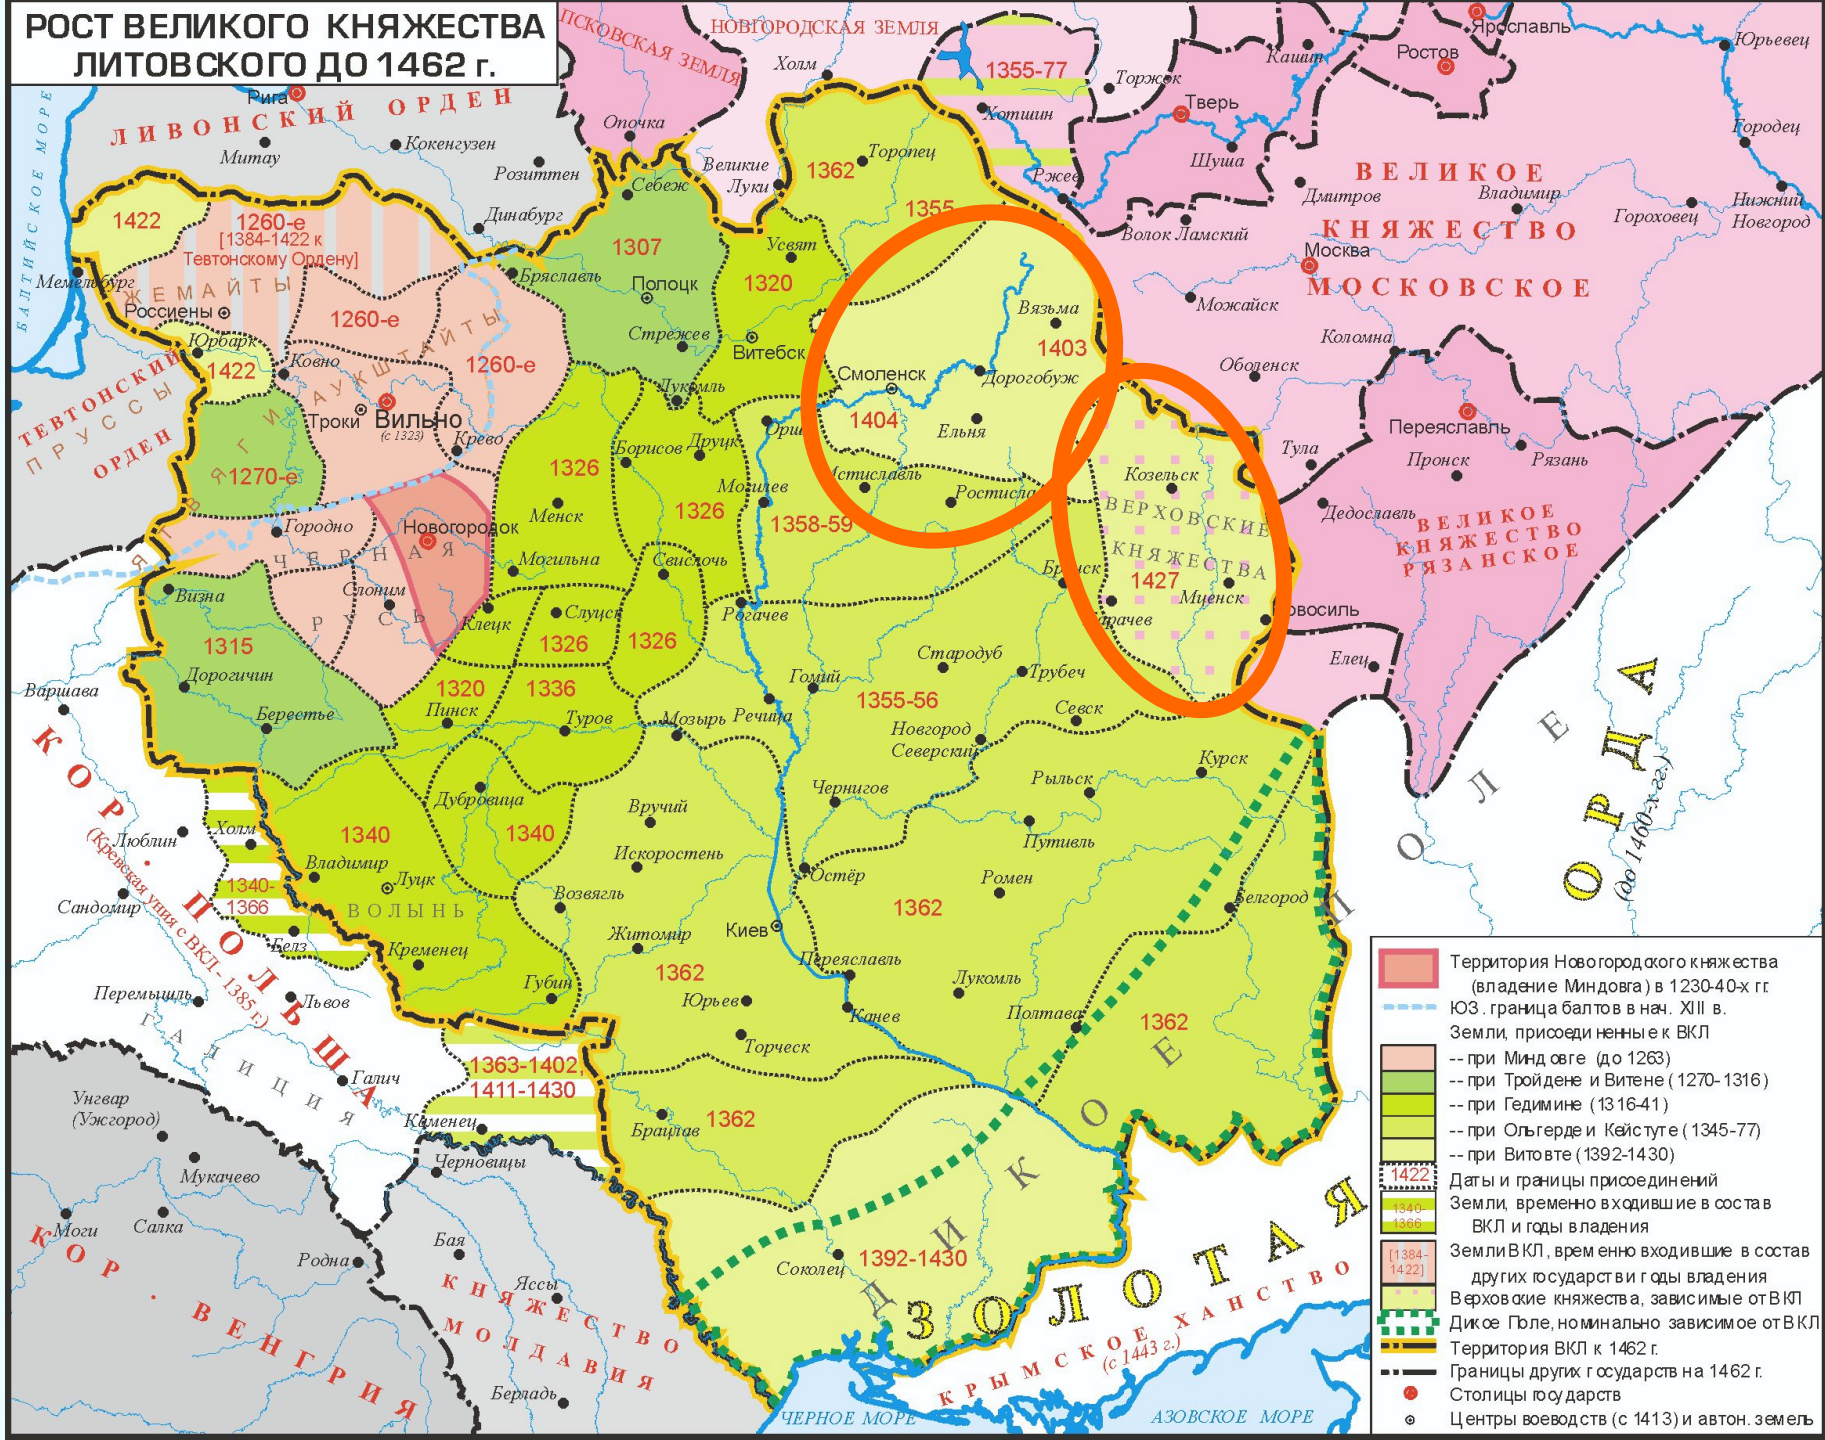 РОСТ ВЕЛИКОГО КНЯЖЕСТВА
ЛИТОВСКОГО ДО 1462 г.
ПСКОВСКАЯ ЗЕМЛЯ
НОВГОРОДСКАЯ ЗЕМЛЯ
Ярославль
Юрьевец
Кашин
Ростов
Холм
1355-77
Торжок
Рига
ЛИВОНСКИЙ ОРДЕН
Тверь
Хотшин
Опочка
Городец
Митау
Кокенгузен
Розиттен
Великие
Луки
1362
Торопец
Шуша
ВЕЛИКОЕ
КНЯЖЕСТВО
МОСКОВСКОЕ
Ржев
Дмитров
Владимир
Гороховец
Нижний
Новгород
БАЛТИЙСКОЕ МОРЕ
1422
1260-е
[1384-1422 к
Тевтонскому Ордену]
Динабург
Себеж
1307
Усвят
1355
Волок Ламский
Москва
Мемельбург
ЖЕМАЙТЫ
Россиены
Бряславль
Полоцк
1320
Можайск
1260-е
Стрежев
Витебск
Вязьма
1403
Коломна
Юрбарк
1422
Ковно
1260-е
АУКШТАЙТЫ
Лукомль
Смоленск
Дорогобуж
Оболенск
ТЕВТОНСКИЙ
ОРДЕН
ПРУССЫ
Троки
Вильно
(с 1323)
Крево
1404
Ельня
Переяславль
Тула
Пронск
Рязань
ЯТВЯГИ
1270-е
Борисов
Друцк
1326
Могилев
1326
1358-59
Козельск
ВЕРХОВСКИЕ
КНЯЖЕСТВА
1427
Мценск
Дедославль
ВЕЛИКОЕ
КНЯЖЕСТВО
РЯЗАНСКОЕ
Городно
Новогородок
ЧЕРНАЯ
РУСЬ
Менск
Могильна
Свислочь
Визна
Слоним
Клецк
Слуцк
1326
1326
Рогачев
Елец
1315
Дорогичин
Варшава
Берестье
1320
Пинск
1336
Туров
Мозырь
Речица
Гомий
Стародуб
Трубеч
1355-56
Новгород
Северский
Севск
Курск
ДИКОЕ ПОЛЕ
ЗОЛОТАЯ
ОРДА
(до 1460-х гг.)
КОР. ПОЛЬША
(Кревская уния с ВКЛ - 1385 г.)
Дубровица
Вручий
Чернигов
Рыльск
Люблин
Холм
1340
1340
Искоростень
Путивль
Владимир
Луцк
ВОЛЫНЬ
Возвягль
Остёр
Ромен
Белгород
Сандомир
1340-
1366
Белз
1362
Кременец
Житомир
Киев
1362
Губин
Переяславль
Лукомль
Перемышль
Львов
Юрьев
Канев
Полтава
1362
ГАЛИЦИЯ
Торческ
1363-1402,
1411-1430
Галич
Унгвар
(Ужгород)
Каменец
Брацлав
1362
Мукачево
Черновицы
Моги
Салка
Родна
Бая
Яссы
Соколец
1392-1430
КОР. ВЕНГРИЯ
КНЯЖЕСТВО
МОЛДАВИЯ
Берладь
КРЫМСКОЕ ХАНСТВО
(с 1443 г.)
ЧЕРНОЕ МОРЕ
АЗОВСКОЕ МОРЕ
Территория Новогородского княжества
(владение Миндовга) в 1230-40-х гг.
ЮЗ. граница балтов в нач. XIII в.
Земли, присоединенные к ВКЛ
-- при Миндовге (до 1263)
-- при Тройдене и Витене (1270-1316)
-- при Гедимине (1316-41)
-- при Ольгерде и Кейстуте (1345-77)
-- при Витовте (1392-1430)
1422
Даты и границы присоединений
1340-
1366
Земли, временно входившие в состав
ВКЛ и годы владения
[1384-
1422]
Земли ВКЛ, временно входившие в состав
других государств и годы владения
Верховские княжества, зависимые от ВКЛ
Дикое Поле, номинально зависимое от ВКЛ
Территория ВКЛ к 1462 г.
Границы других государств на 1462 г.
Столицы государств
Центры воеводств (с 1413) и автон. земель